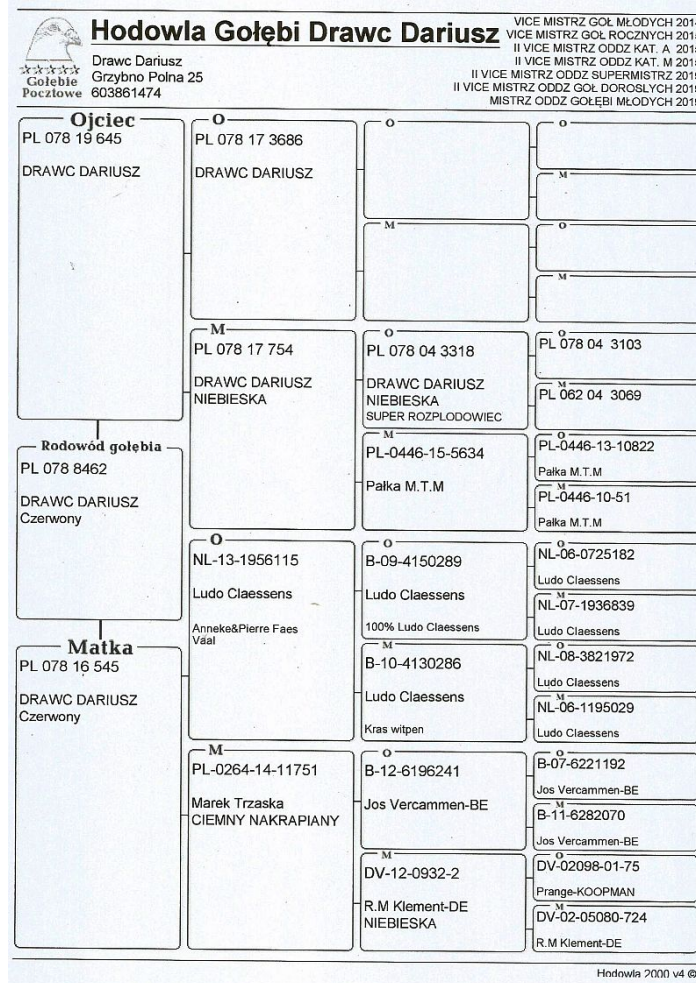 Hodowla Gołębi Drawc Dariusz
Drawc Dariusz
Grzybno Polna 25
603861474
Gołębie
Pocztowe
VICE MISTRZ GOŁ MŁODYCH 201
VICE MISTRZ GOŁ ROCZNYCH 201
II VICE MISTRZ ODDZ KAT. A 201
II VICE MISTRZ ODDZ KAT. M 201
II VICE MISTRZ ODDZ SUPERMISTRZ 201
II VICE MISTRZ ODDZ GOŁ DOROSLYCH 201
MISTRZ ODDZ GOŁĘBI MŁODYCH 201
Ojciec
PL 078 19 645
DRAWC DARIUSZ
Rodowód gołębia
PL 078 8462
DRAWC DARIUSZ
Czerwony
Matka
PL 078 16 545
DRAWC DARIUSZ
Czerwony
O
PL 078 17 3686
DRAWC DARIUSZ
M
PL 078 17 754
DRAWC DARIUSZ
NIEBIESKA
O
NL-13-1956115
Ludo Claessens
Anneke&Pierre Faes
Vaal
M
PL-0264-14-11751
Marek Trzaska
CIEMNY NAKRAPIANY
O
M
O
PL 078 04 3318
DRAWC DARIUSZ
NIEBIESKA
SUPER ROZPLODOWIEC
M
PL-0446-15-5634
Pałka M.T.M
O
B-09-4150289
Ludo Claessens
100% Ludo Claessens
M
B-10-4130286
Ludo Claessens
Kras witpen
O
B-12-6196241
Jos Vercammen-BE
M
DV-12-0932-2
R.M Klement-DE
NIEBIESKA
O
M
O
M
O
PL 078 04 3103
M
PL 062 04 3069
O
PL-0446-13-10822
Pałka M.T.M
M
PL-0446-10-51
Pałka M.T.M
O
NL-06-0725182
Ludo Claessens
M
NL-07-1936839
Ludo Claessens
O
NL-08-3821972
Ludo Claessens
M
NL-06-1195029
Ludo Claessens
O
B-07-6221192
Jos Vercammen-BE
M
B-11-6282070
Jos Vercammen-BE
O
DV-02098-01-75
Prange-KOOPMAN
M
DV-02-05080-724
R.M Klement-DE
Hodowla 2000 v4 ©